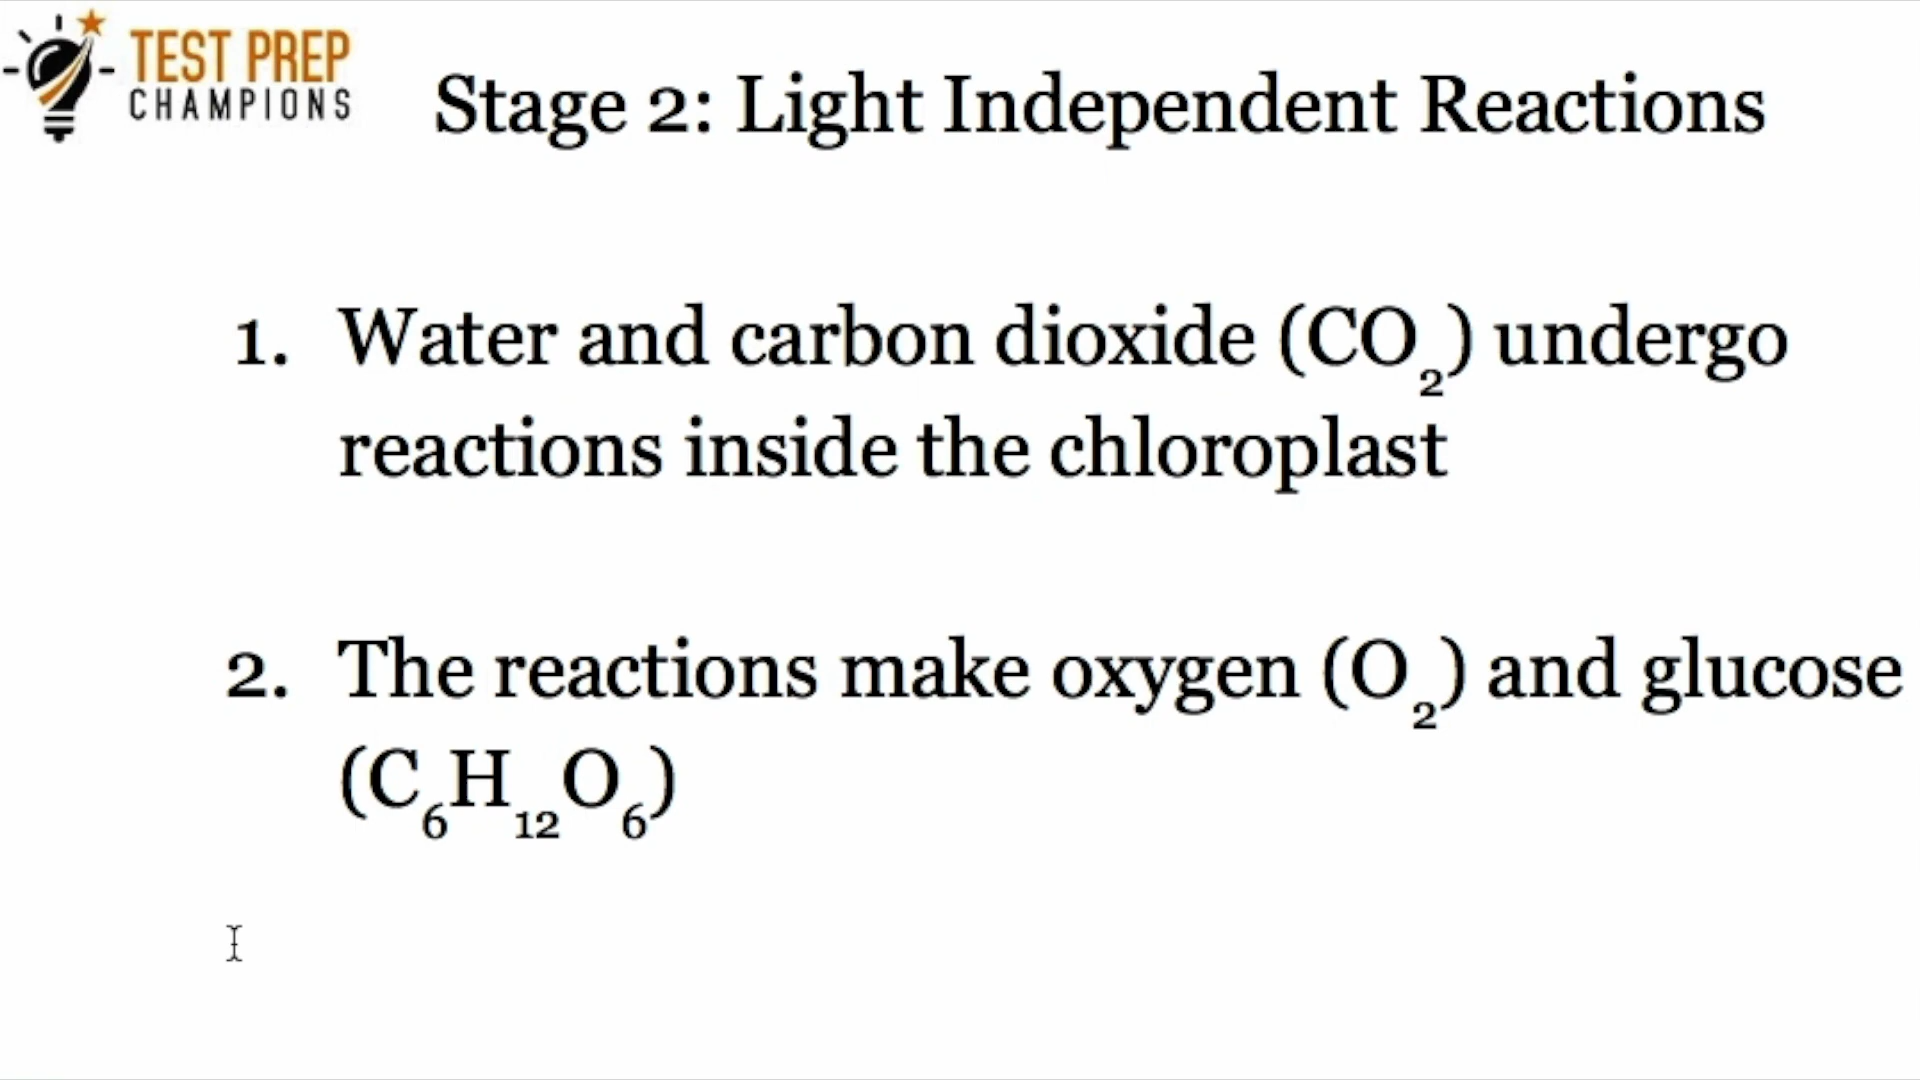 TEST PREP
CHAMPIONS
Stage 2: Light Independent Reactions
1. Water and carbon dioxide (CO₂) undergo
reactions inside the chloroplast
2. The reactions make oxygen (O₂) and glucose
(C₆H₁₂O₆)